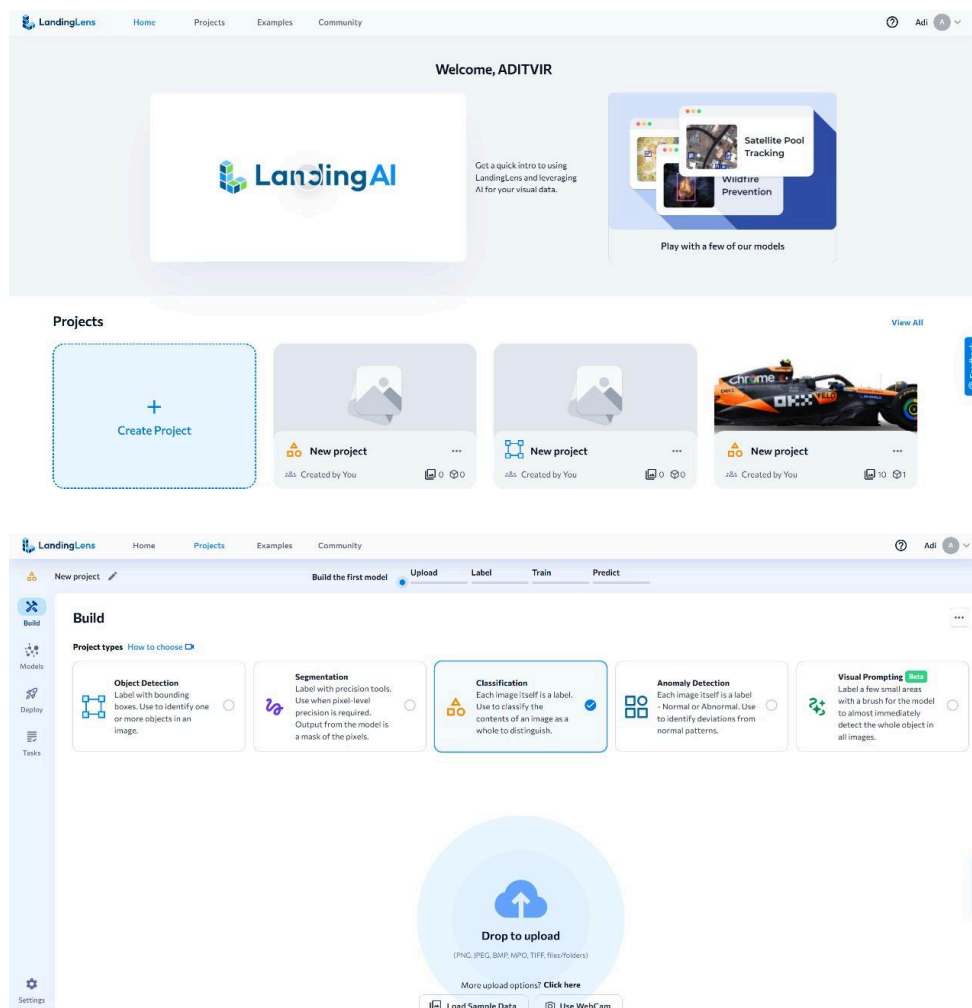 LandingLens Home Projects Examples Community Adi A
Welcome, ADITVIR
LandingAI
Get a quick intro to using
LandingLens and leveraging
AI for your visual data.
Satellite Pool
Tracking
Wildfire
Prevention
Play with a few of our models
Projects View All
+
Create Project
chrome
OKX VELO
New project ...
Created by You 0 0
New project ...
Created by You 0 0
New project ...
Created by You 10 1
LandingLens Home Projects Examples Community Adi A
New project Build the first model Upload Label Train Predict
Build
Models
Deploy
Tasks
Settings
Build ...
Project types How to choose
Object Detection
Label with bounding
boxes. Use to identify one
or more objects in an
image.
Segmentation
Label with precision tools.
Use when pixel-level
precision is required.
Output from the model is
a mask of the pixels.
Classification
Each image itself is a label.
Use to classify the
contents of an image as a
whole to distinguish.
Anomaly Detection
Each image itself is a label
- Normal or Abnormal. Use
to identify deviations from
normal patterns.
Visual Prompting Beta
Label a few small areas
with a brush for the model
to almost immediately
detect the whole object in
all images.
Drop to upload
(PNG, JPEG, BMP, MPO, TIFF, files/folders)
More upload options? Click here
Load Sample Data Use WebCam